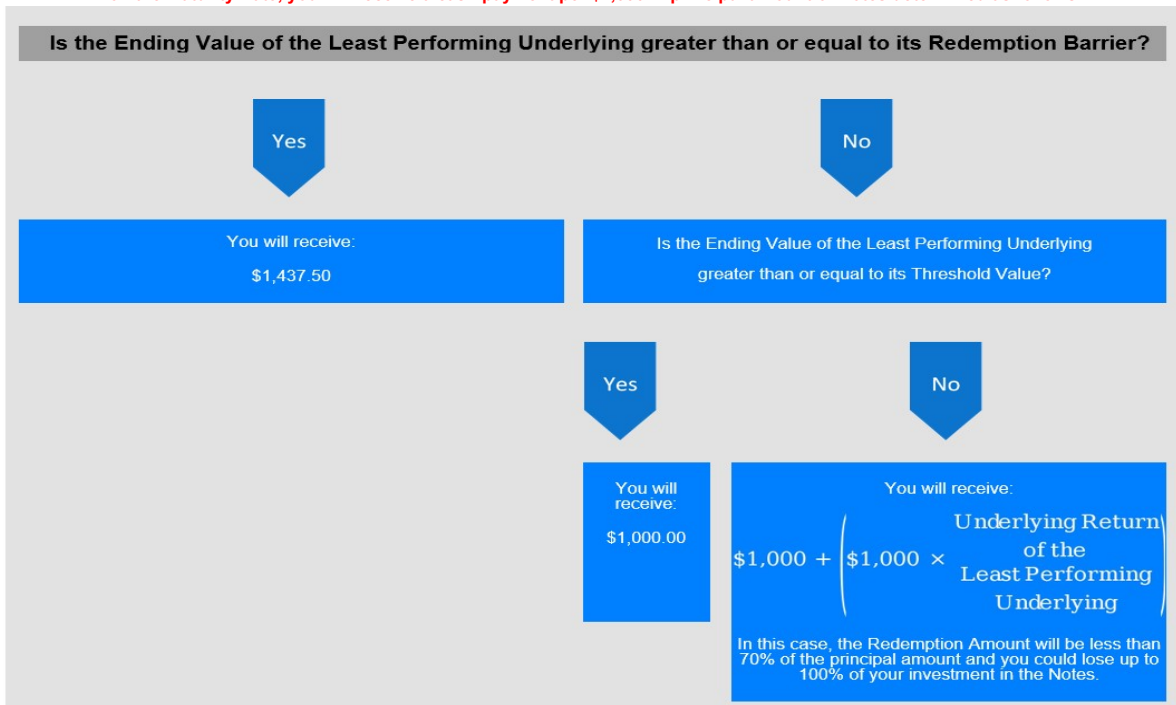 Is the Ending Value of the Least Performing Underlying greater than or equal to its Redemption Barrier?
Yes
No
You will receive:
$1,437.50
Is the Ending Value of the Least Performing Underlying
greater than or equal to its Threshold Value?
Yes
No
You will
receive:
$1,000.00
You will receive:
$1,000 + ($1,000 × Underlying Return
of the
Least Performing
Underlying)
In this case, the Redemption Amount will be less than
70% of the principal amount and you could lose up to
100% of your investment in the Notes.